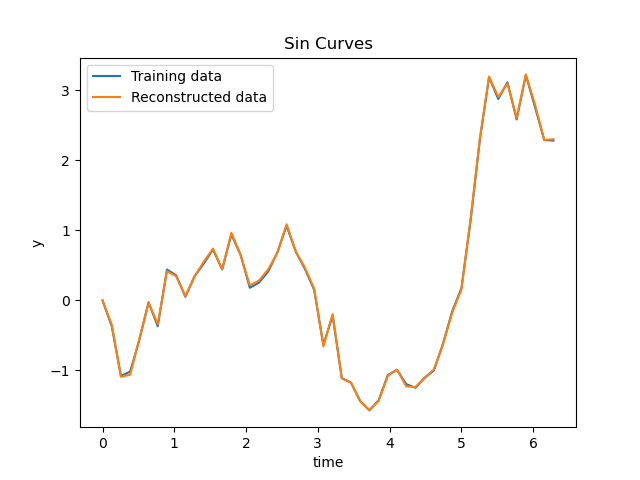 Sin Curves
Training data
Reconstructed data
3
2
1
0
−1
y
0 1 2 3 4 5 6
time